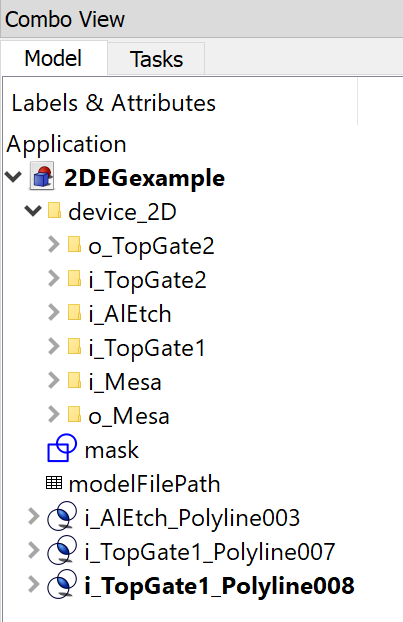 Combo View
Model Tasks
Labels & Attributes
Application
2DEGexample
device_2D
o_TopGate2
i_TopGate2
i_AlEtch
i_TopGate1
i_Mesa
o_Mesa
mask
modelFilePath
i_AlEtch_Polyline003
i_TopGate1_Polyline007
i_TopGate1_Polyline008